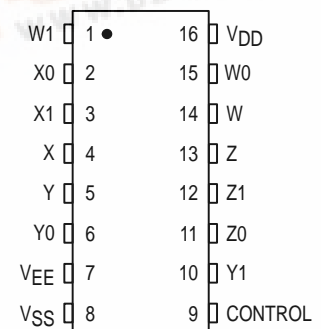 W1 1 16 VDD
X0 2 15 W0
X1 3 14 W
X 4 13 Z
Y 5 12 Z1
Y0 6 11 Z0
VEE 7 10 Y1
VSS 8 9 CONTROL